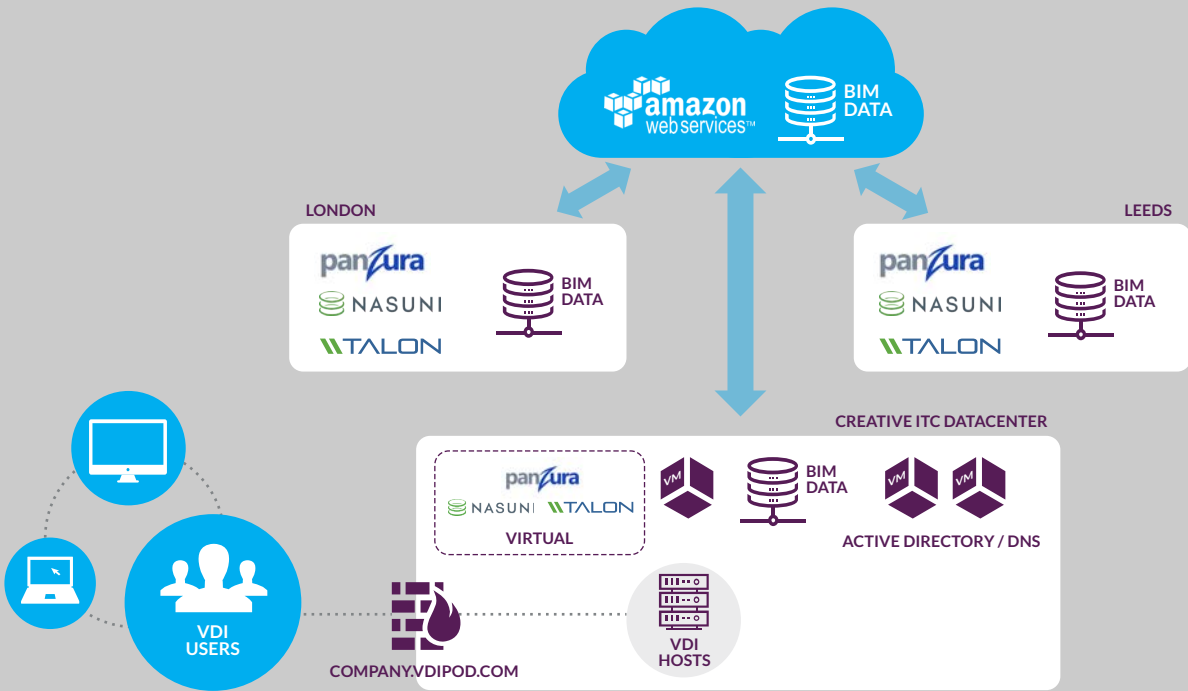 amazon
web services™
BIM
DATA
LONDON
panzura
NASUNI
TALON
BIM
DATA
LEEDS
panzura
NASUNI
TALON
BIM
DATA
CREATIVE ITC DATACENTER
panzura
NASUNI
TALON
VIRTUAL
VM
BIM
DATA
VM
VM
ACTIVE DIRECTORY / DNS
VDI
USERS
COMPANY.VDIPOD.COM
VDI
HOSTS